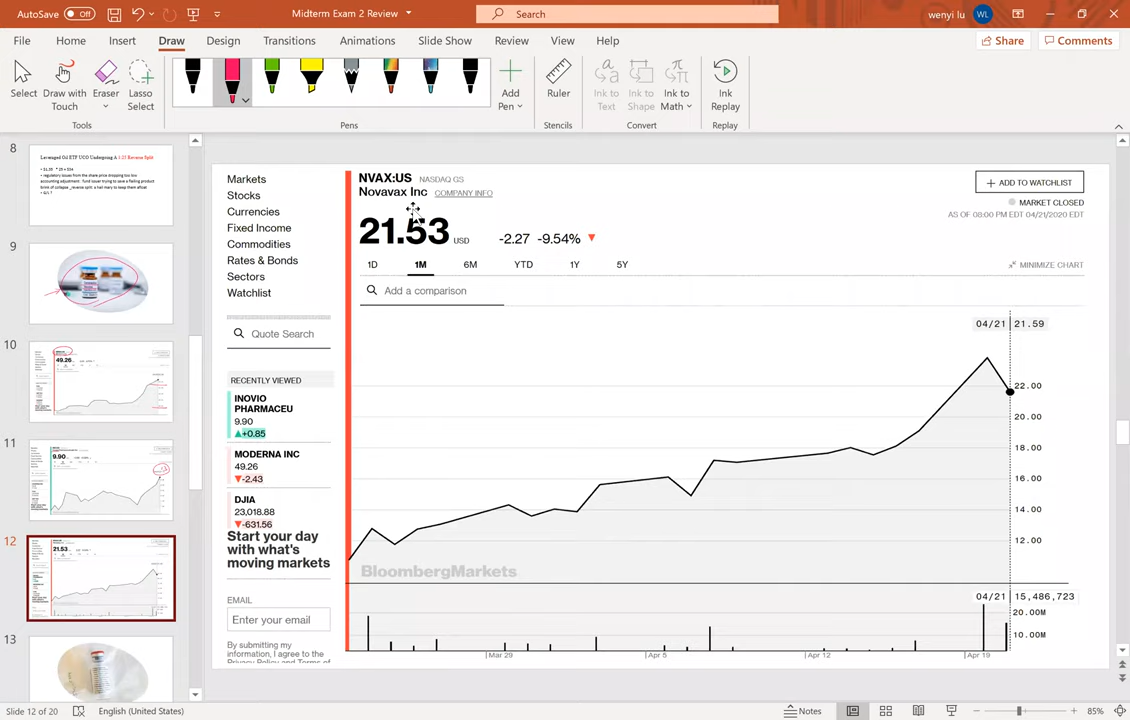 AutoSave Off
Midterm Exam 2 Review
Search
wenyi lu WL
File Home Insert Draw Design Transitions Animations Slide Show Review View Help
Share Comments
Select
Draw with Touch
Eraser
Lasso Select
Add Pen
Ruler
Ink to Text
Ink to Shape
Ink to Math
Ink Replay
Tools Pens Stencils Convert Replay
8
Leveraged Oil ETF UCO Undergoing A 1:25 Reverse Split
9
10
49.26
11
9.90
12
21.53
13
Markets
Stocks
Currencies
Fixed Income
Commodities
Rates & Bonds
Sectors
Watchlist
Quote Search
RECENTLY VIEWED
INOVIO
PHARMACEU
9.90
+0.85
MODERNA INC
49.26
-2.43
DJIA
23,018.88
-631.56
Start your day
with what's
moving markets
EMAIL
Enter your email
By submitting my
information, I agree to the
Privacy Policy and Terms of
NVAX:US NASDAQ GS
Novavax Inc COMPANY INFO
21.53 USD -2.27 -9.54%
+ ADD TO WATCHLIST
MARKET CLOSED
AS OF 08:00 PM EDT 04/21/2020 EDT
1D 1M 6M YTD 1Y 5Y
MINIMIZE CHART
Add a comparison
04/21 21.59
22.00
20.00
18.00
16.00
14.00
12.00
BloombergMarkets
04/21 15,486,723
20.00M
10.00M
Mar 29 Apr 5 Apr 12 Apr 19
Slide 12 of 20 English (United States)
Notes
85%